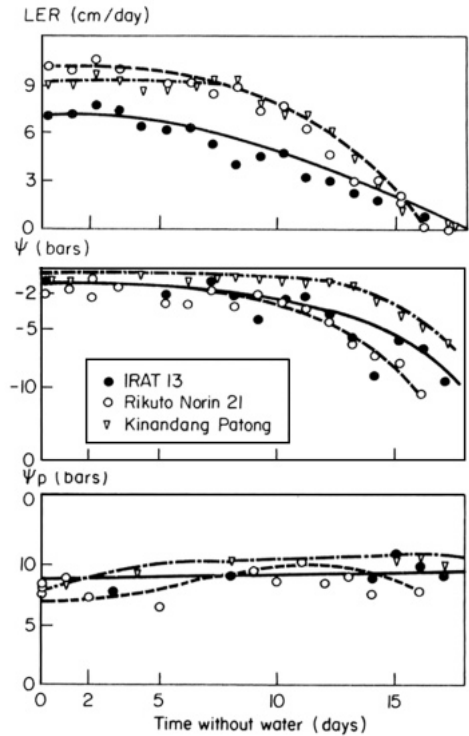 LER (cm/day)
9
6
3
0
Ψ (bars)
-2
-5
-10
0
● IRAT 13
○ Rikuto Norin 21
▽ Kinandang Patong
Ψp (bars)
0
10
5
0
0 2 5 10 15
Time without water (days)